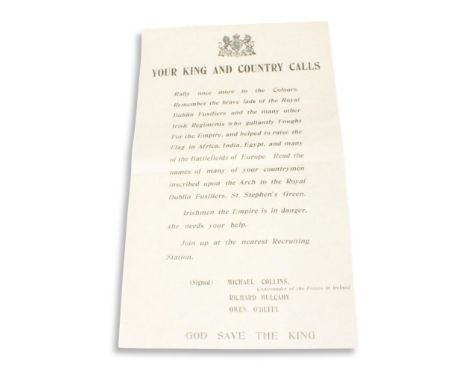 YOUR KING AND COUNTRY CALLS
Rally once more to the Colours.
Remember the brave lads of the Royal
Dublin Fusiliers and the many other
Irish Regiments who gallantly Fought
For the Empire, and helped to raise the
Flag in Africa, India, Egypt, and many
of the Battlefields of Europe Read the
names of many of your countrymen
inscribed upon the Arch to the Royal
Dublin Fusiliers, St. Stephen's Green.
Irishmen the Empire is in danger,
she needs your help.
Join up at the nearest Recruiting
Station.
(Signed) MICHAEL COLLINS,
Commander of the Forces in Ireland
RICHARD MULCAHY
OWEN O'DUFFY
GOD SAVE THE KING